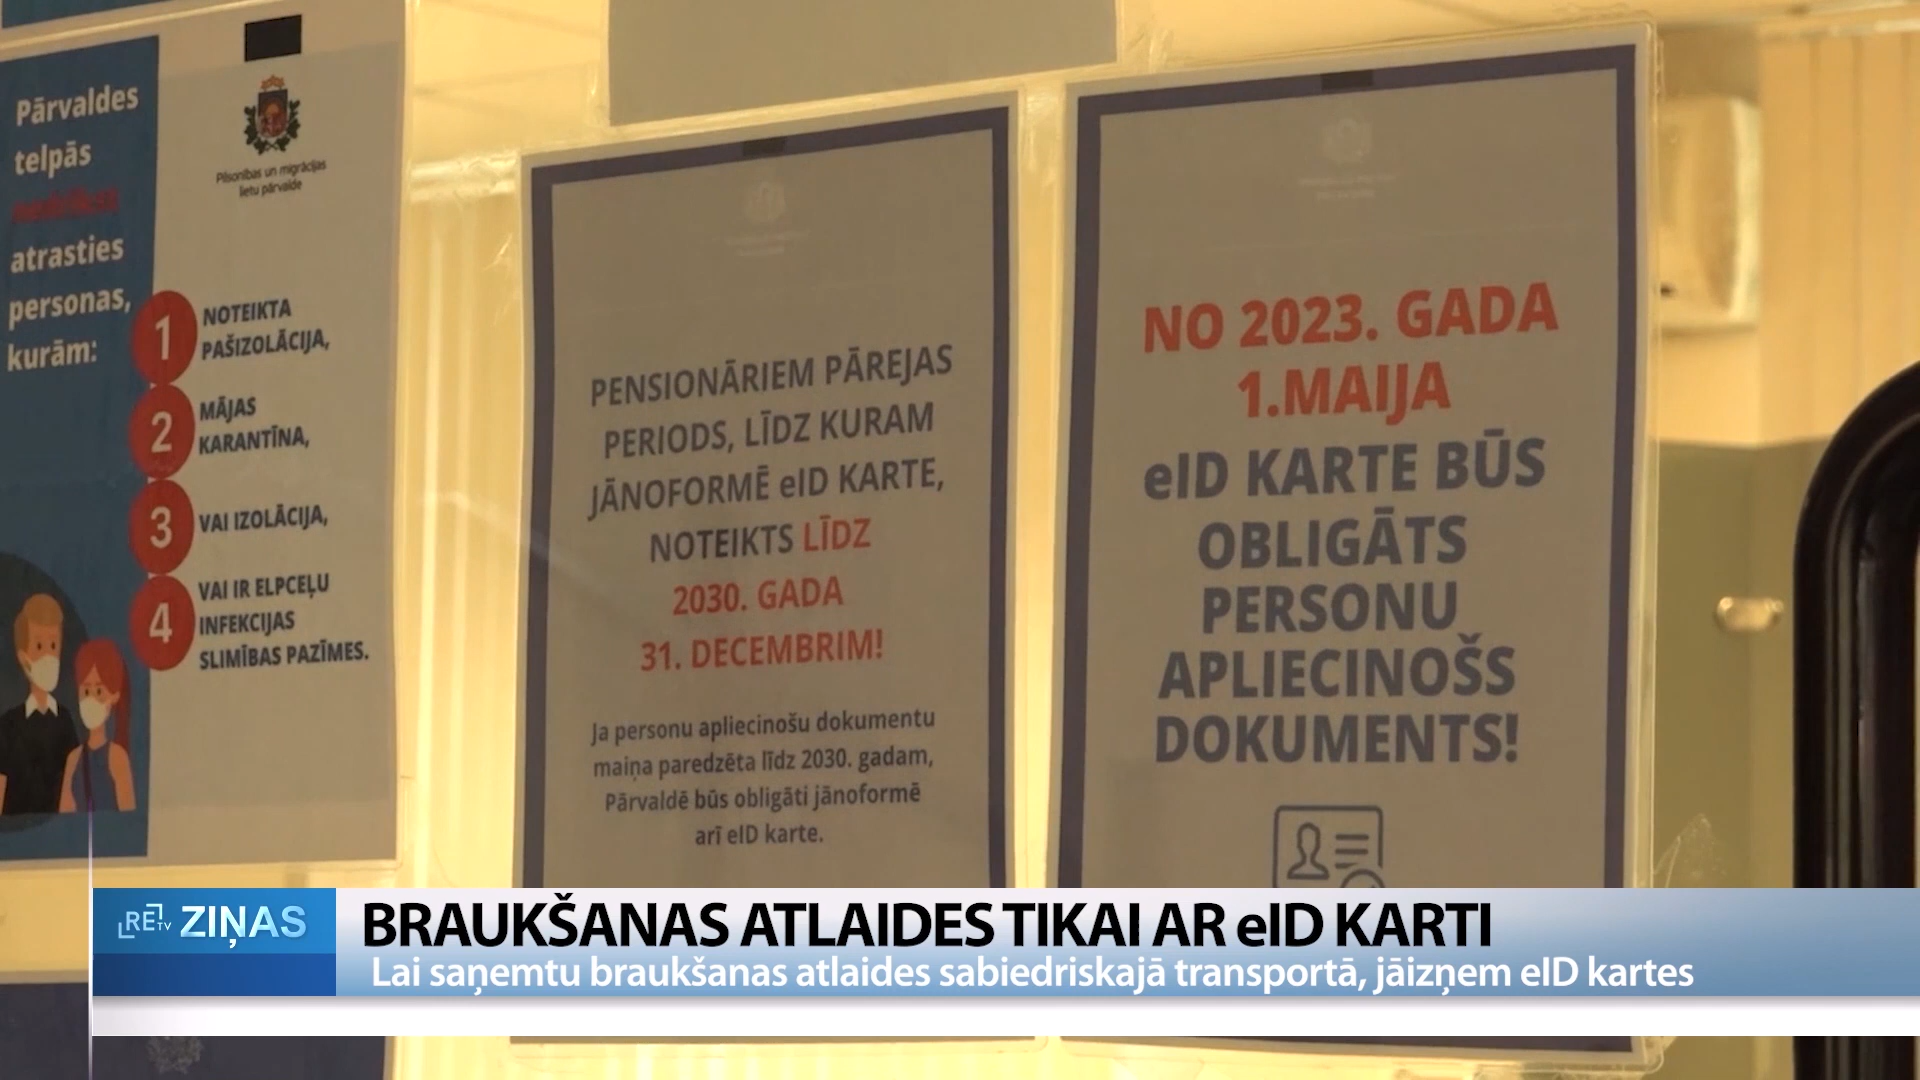 Pārvaldes
telpās
atrasties
personas,
kurām:
Pilsonības un migrācijas
lietu pārvalde
1 NOTEIKTA
PAŠIZOLĀCIJA,
2 MĀJAS
KARANTĪNA,
3 VAI IZOLĀCIJA,
4 VAI IR ELPCEĻU
INFEKCIJAS
SLIMĪBAS PAZĪMES.
PENSIONĀRIEM PĀREJAS
PERIODS, LĪDZ KURAM
JĀNOFORMĒ eID KARTE,
NOTEIKTS LĪDZ
2030. GADA
31. DECEMBRIM!
Ja personu apliecinošu dokumentu
maiņa paredzēta līdz 2030. gadam,
Pārvaldē būs obligāti jānoformē
arī eID karte.
NO 2023. GADA
1.MAIJA
eID KARTE BŪS
OBLIGĀTS
PERSONU
APLIECINOŠS
DOKUMENTS!
RETV ZIŅAS
BRAUKŠANAS ATLAIDES TIKAI AR eID KARTI
Lai saņemtu braukšanas atlaides sabiedriskajā transportā, jāizņem eID kartes